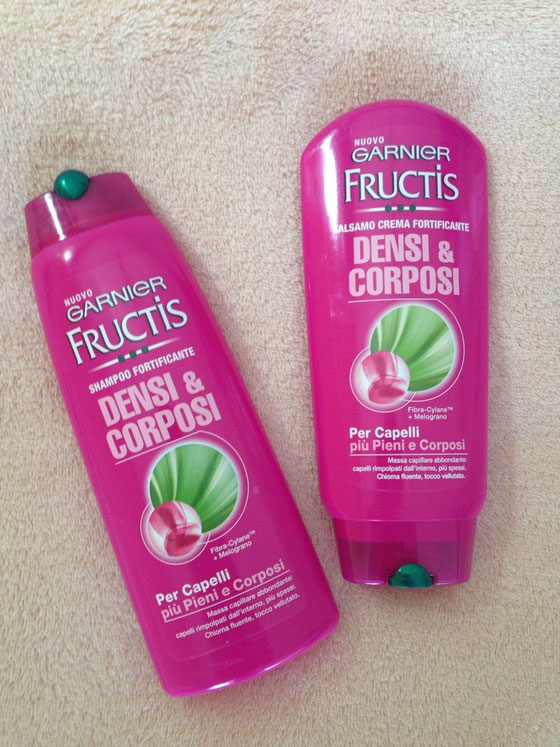 NUOVO
GARNIER
FRUCTIS
SHAMPOO FORTIFICANTE
DENSI &
CORPOSI
Fibra-Cylane™
+ Melograno
Per Capelli
più Pieni e Corposi
Massa capillare abbondante:
capelli rimpolpati dall'interno, più spessi.
Chioma fluente, tocco vellutato.
NUOVO
GARNIER
FRUCTIS
ALSAMO CREMA FORTIFICANTE
DENSI &
CORPOSI
Fibra-Cylane™
+ Melograno
Per Capelli
più Pieni e Corposi
Massa capillare abbondante:
capelli rimpolpati dall'interno, più spessi.
Chioma fluente, tocco vellutato.